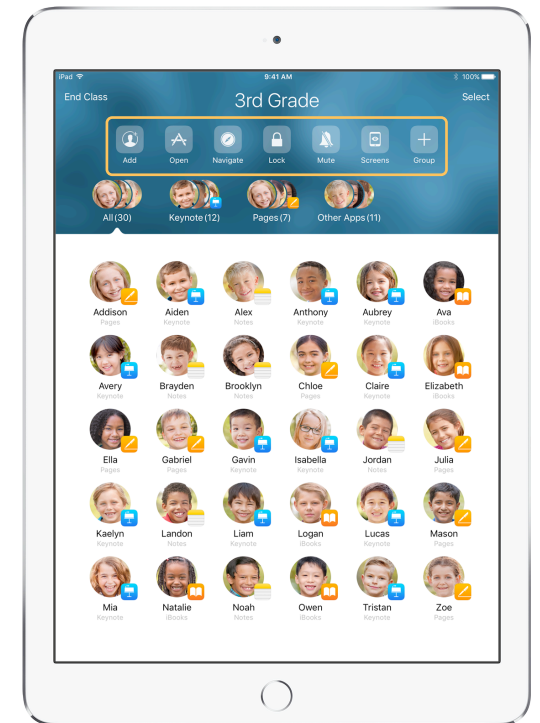 iPad 9:41 AM 100%
End Class 3rd Grade Select
Add Open Navigate Lock Mute Screens Group
All (30) Keynote (12) Pages (7) Other Apps (11)
Addison Aiden Alex Anthony Aubrey Ava
Pages Keynote Notes Keynote Keynote iBooks
Avery Brayden Brooklyn Chloe Claire Elizabeth
Keynote Notes Notes Pages Keynote iBooks
Ella Gabriel Gavin Isabella Jordan Julia
Pages Pages Keynote Keynote Notes Pages
Kaelyn Landon Liam Logan Lucas Mason
Keynote Notes Keynote iBooks Keynote Pages
Mia Natalie Noah Owen Tristan Zoe
Keynote iBooks Notes iBooks Keynote Pages